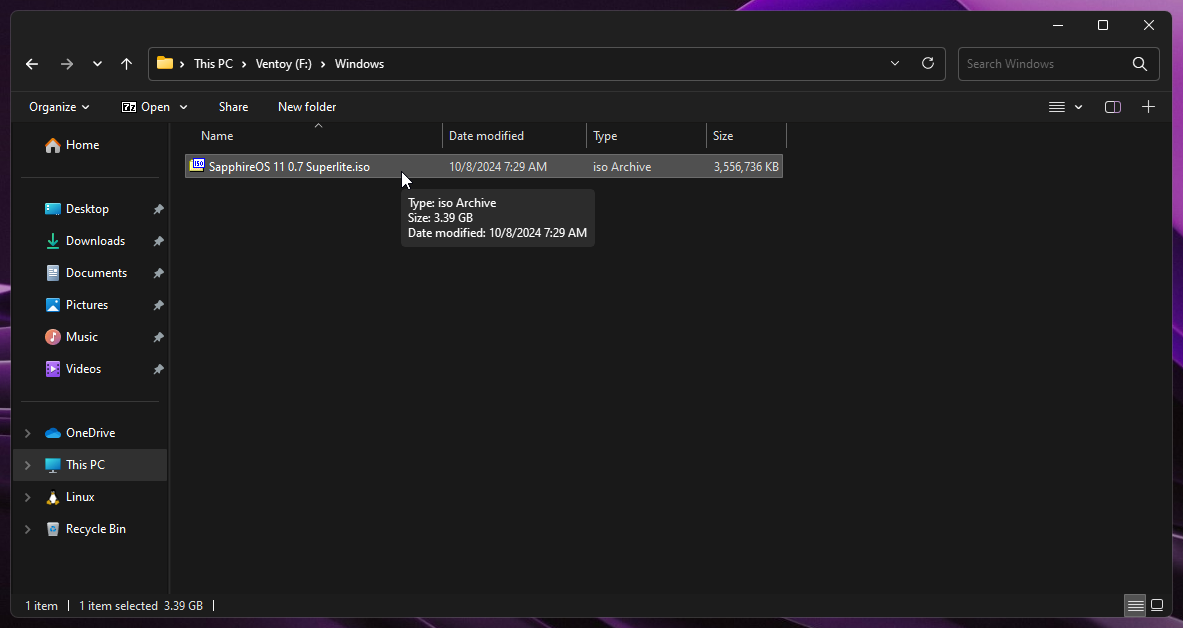 This PC > Ventoy (F:) > Windows
Search Windows
Organize
Open
Share
New folder
Name
Date modified
Type
Size
SapphireOS 11 0.7 Superlite.iso
10/8/2024 7:29 AM
iso Archive
3,556,736 KB
Type: iso Archive
Size: 3.39 GB
Date modified: 10/8/2024 7:29 AM
Home
Desktop
Downloads
Documents
Pictures
Music
Videos
OneDrive
This PC
Linux
Recycle Bin
1 item
1 item selected 3.39 GB